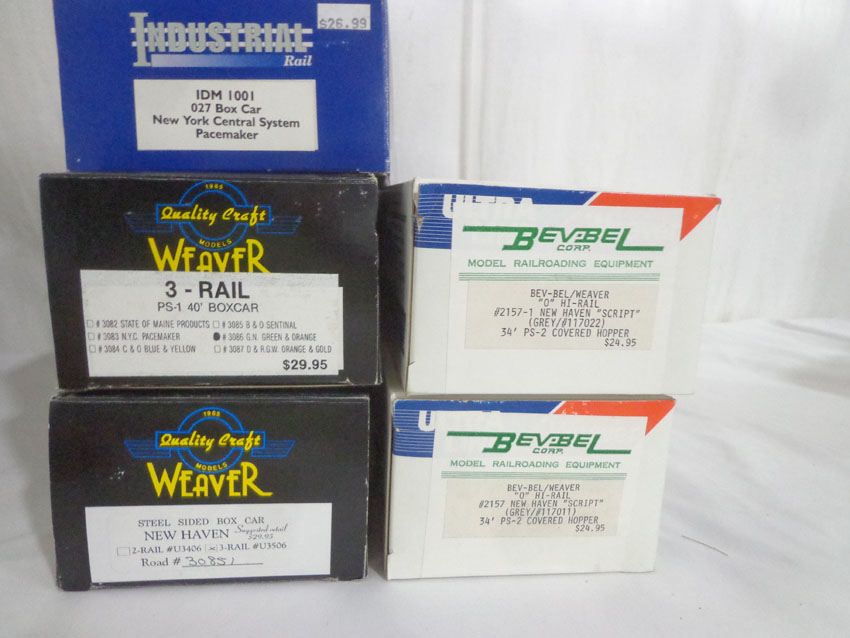 $26.99
INDUSTRIAL
Rail
IDM 1001
027 Box Car
New York Central System
Pacemaker
1965
Quality Craft
MODELS
WEAVER
3 - RAIL
PS-1 40' BOXCAR
# 3082 STATE OF MAINE PRODUCTS # 3085 B & O SENTINAL
# 3083 N.Y.C. PACEMAKER # 3086 G.N. GREEN & ORANGE
# 3084 C & O BLUE & YELLOW # 3087 D & R.G.W. ORANGE & GOLD
$29.95
1965
Quality Craft
MODELS
WEAVER
STEEL SIDED BOX CAR
NEW HAVEN Suggested retail
$29.95
2-RAIL #U3406 3-RAIL #U3506
Road # 30851
ULTRA
BEV-BEL
CORP.
MODEL RAILROADING EQUIPMENT
BEV-BEL/WEAVER
"O" HI-RAIL
#2157-1 NEW HAVEN "SCRIPT"
(GREY/#117022)
34' PS-2 COVERED HOPPER
$24.95
BEV-BEL
CORP.
MODEL RAILROADING EQUIPMENT
BEV-BEL/WEAVER
"O" HI-RAIL
#2157 NEW HAVEN "SCRIPT"
(GREY/#117011)
34' PS-2 COVERED HOPPER
$24.95